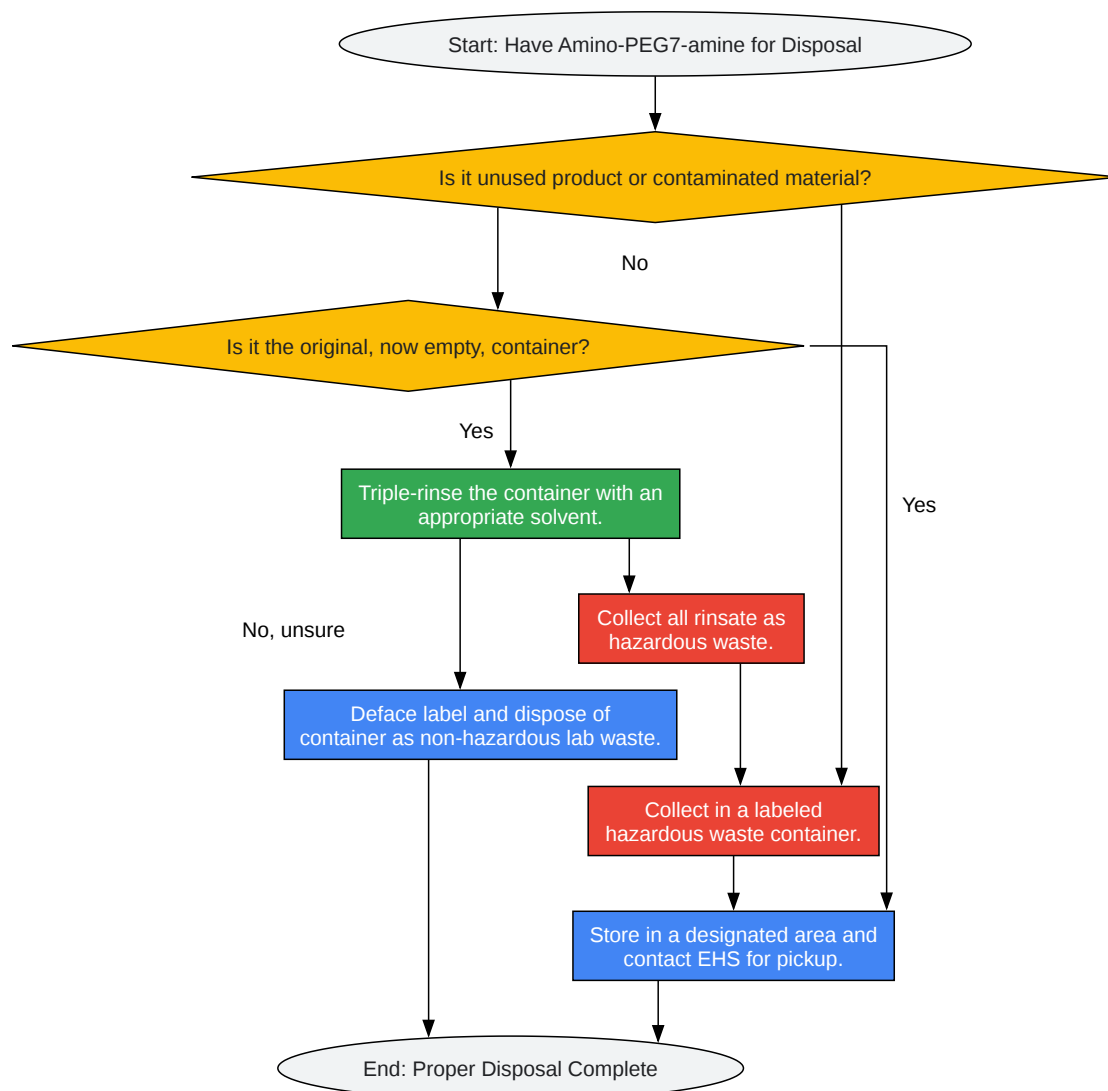 Start: Have Amino-PEG7-amine for Disposal
Is it unused product or contaminated material?
No
Is it the original, now empty, container?
Yes
Triple-rinse the container with an
appropriate solvent.
Yes
Collect all rinsate as
hazardous waste.
No, unsure
Deface label and dispose of
container as non-hazardous lab waste.
Collect in a labeled
hazardous waste container.
Store in a designated area and
contact EHS for pickup.
End: Proper Disposal Complete